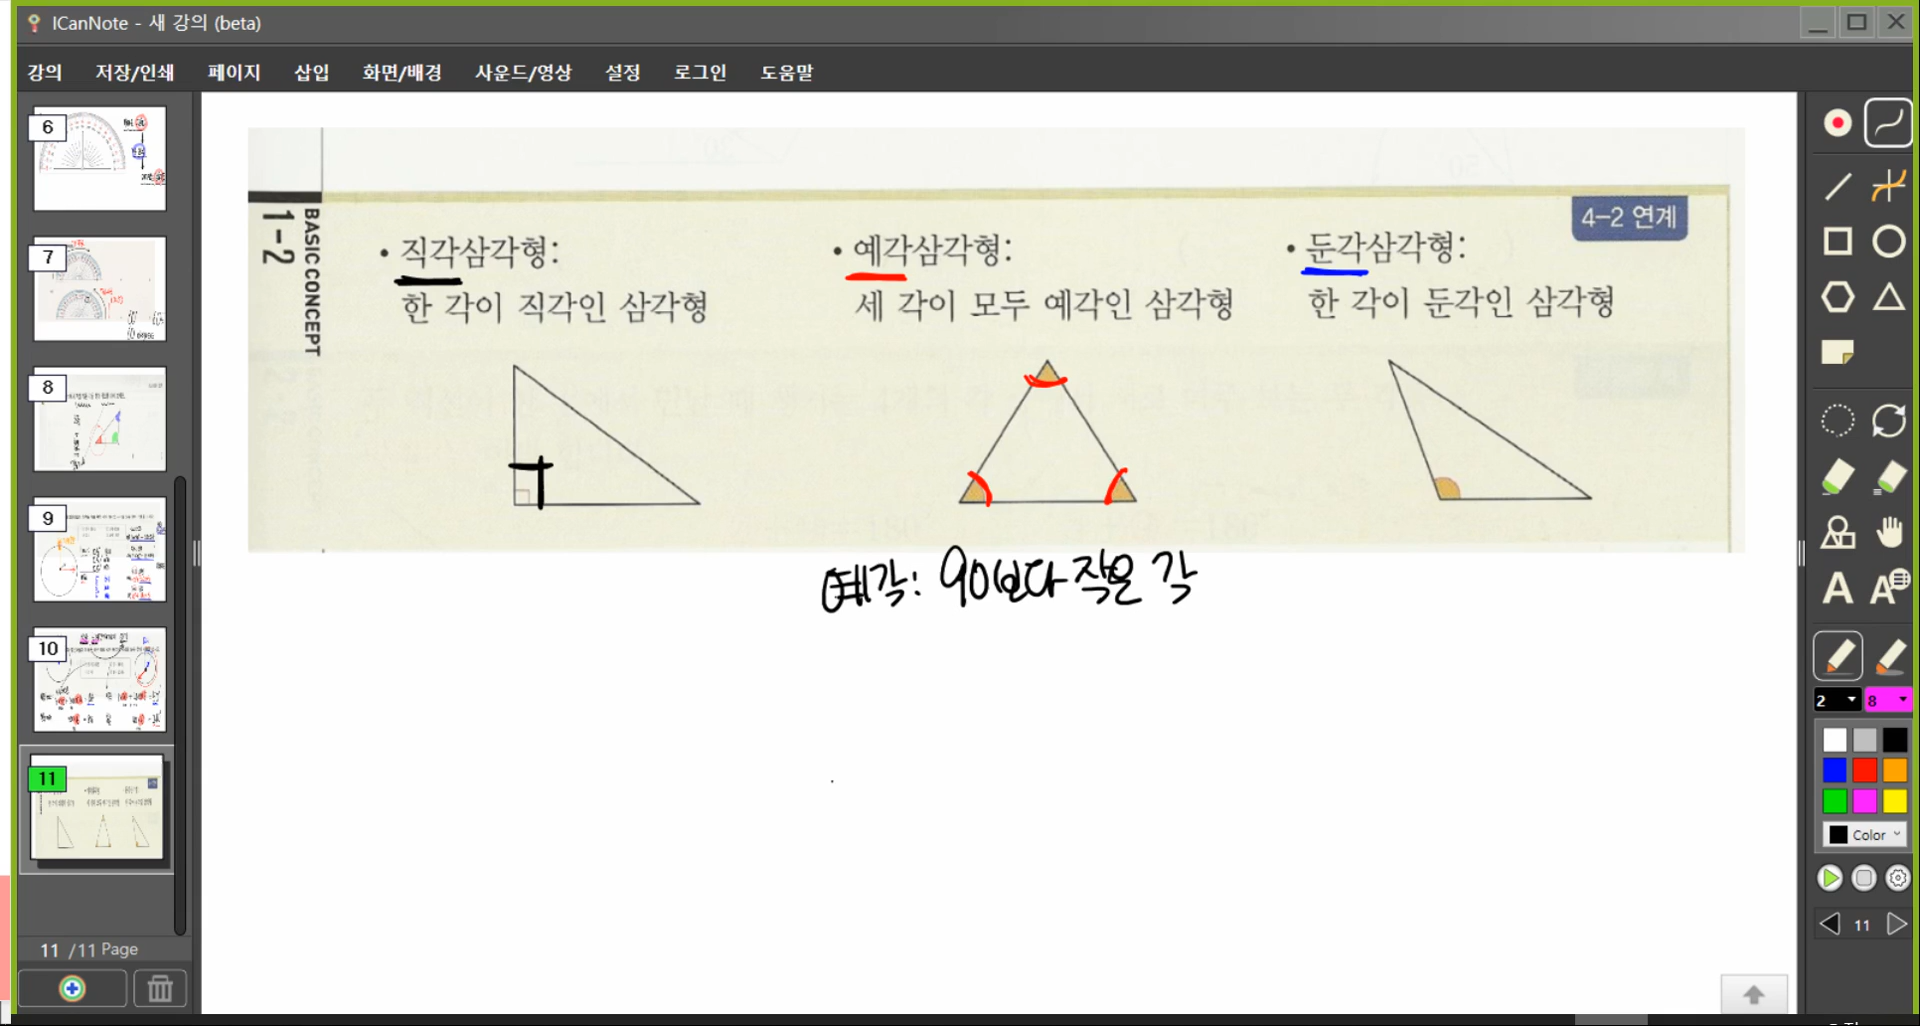 ICanNote - 새 강의 (beta)
강의 저장/인쇄 페이지 삽입 화면/배경 사운드/영상 설정 로그인 도움말
6
7
8
9
10
11
11 /11 Page
1-2
BASIC CONCEPT
4-2 연계
• 직각삼각형:
한 각이 직각인 삼각형
• 예각삼각형:
세 각이 모두 예각인 삼각형
• 둔각삼각형:
한 각이 둔각인 삼각형
예각: 90보다 작은 각
A A
2 8
Color
11